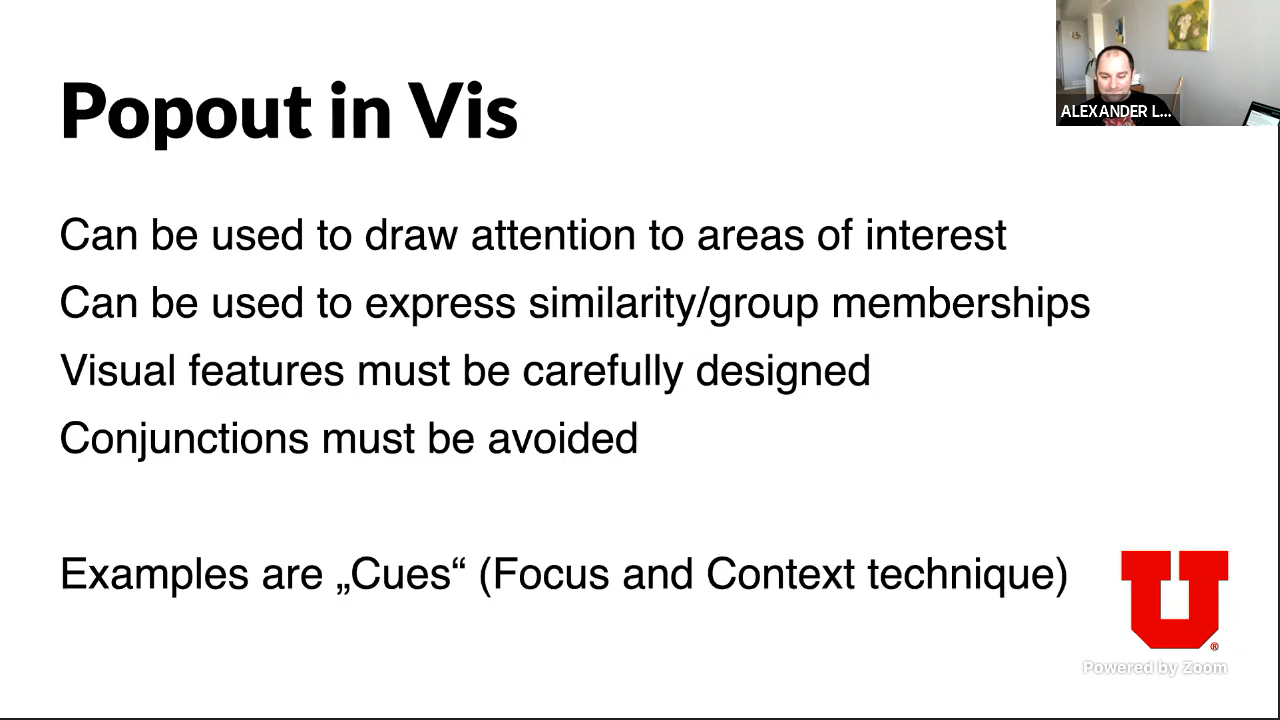 Popout in Vis
ALEXANDER L...
Can be used to draw attention to areas of interest
Can be used to express similarity/group memberships
Visual features must be carefully designed
Conjunctions must be avoided
Examples are „Cues“ (Focus and Context technique)
U®
Powered by Zoom